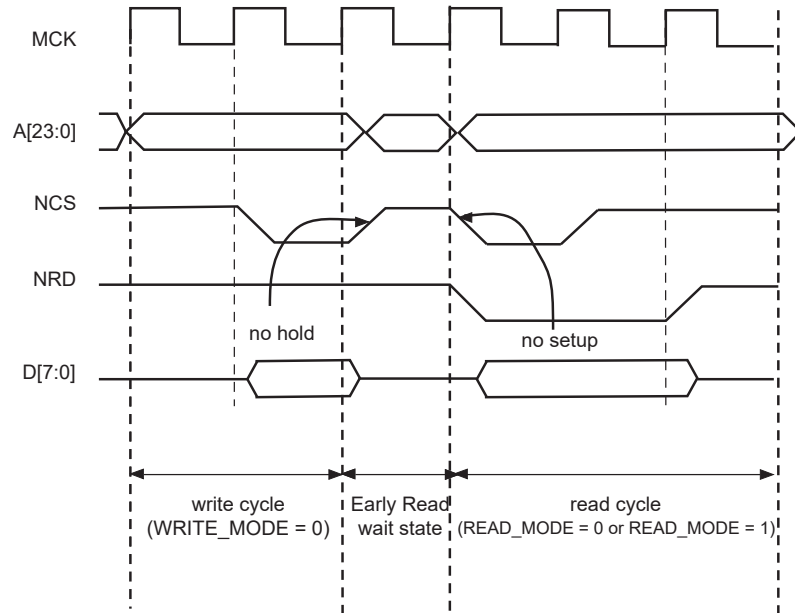 MCK
A[23:0]
NCS
NRD
no hold
no setup
D[7:0]
write cycle
(WRITE_MODE = 0)
Early Read
wait state
read cycle
(READ_MODE = 0 or READ_MODE = 1)